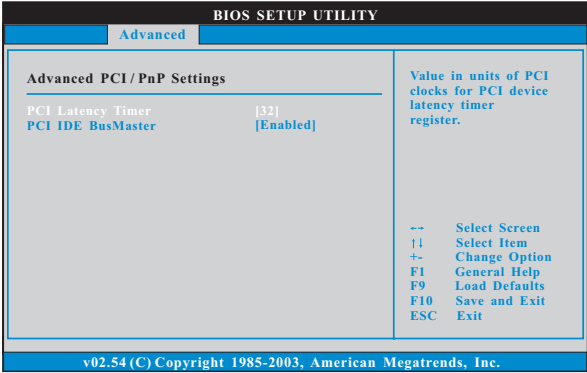 BIOS SETUP UTILITY
Advanced
Advanced PCI / PnP Settings
PCI Latency Timer [32]
PCI IDE BusMaster [Enabled]
Value in units of PCI
clocks for PCI device
latency timer
register.
←→ Select Screen
↑↓ Select Item
+- Change Option
F1 General Help
F9 Load Defaults
F10 Save and Exit
ESC Exit
v02.54 (C) Copyright 1985-2003, American Megatrends, Inc.